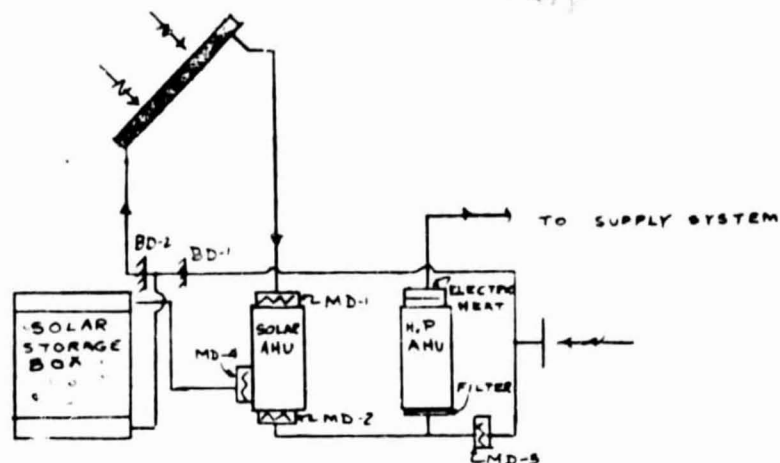 TO SUPPLY SYSTEM
BD-2
BD-1
ELECTRIC
HEAT
MD-1
SOLAR
STORAGE
BOX
SOLAR
AHU
H.P
AHU
MD-4
FILTER
MD-2
MD-3